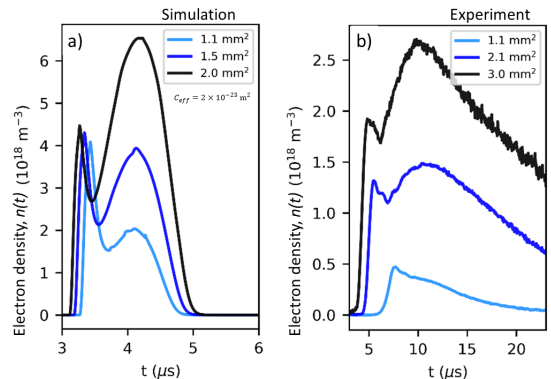 Simulation
a)
1.1 mm²
1.5 mm²
2.0 mm²
C_eff = 2 × 10⁻²³ m²
Electron density, n(t) (10¹⁸ m⁻³)
6
5
4
3
2
1
0
3 4 5 6
t (μs)
Experiment
b)
1.1 mm²
2.1 mm²
3.0 mm²
Electron density, n(t) (10¹⁸ m⁻³)
2.5
2.0
1.5
1.0
0.5
0.0
5 10 15 20
t (μs)